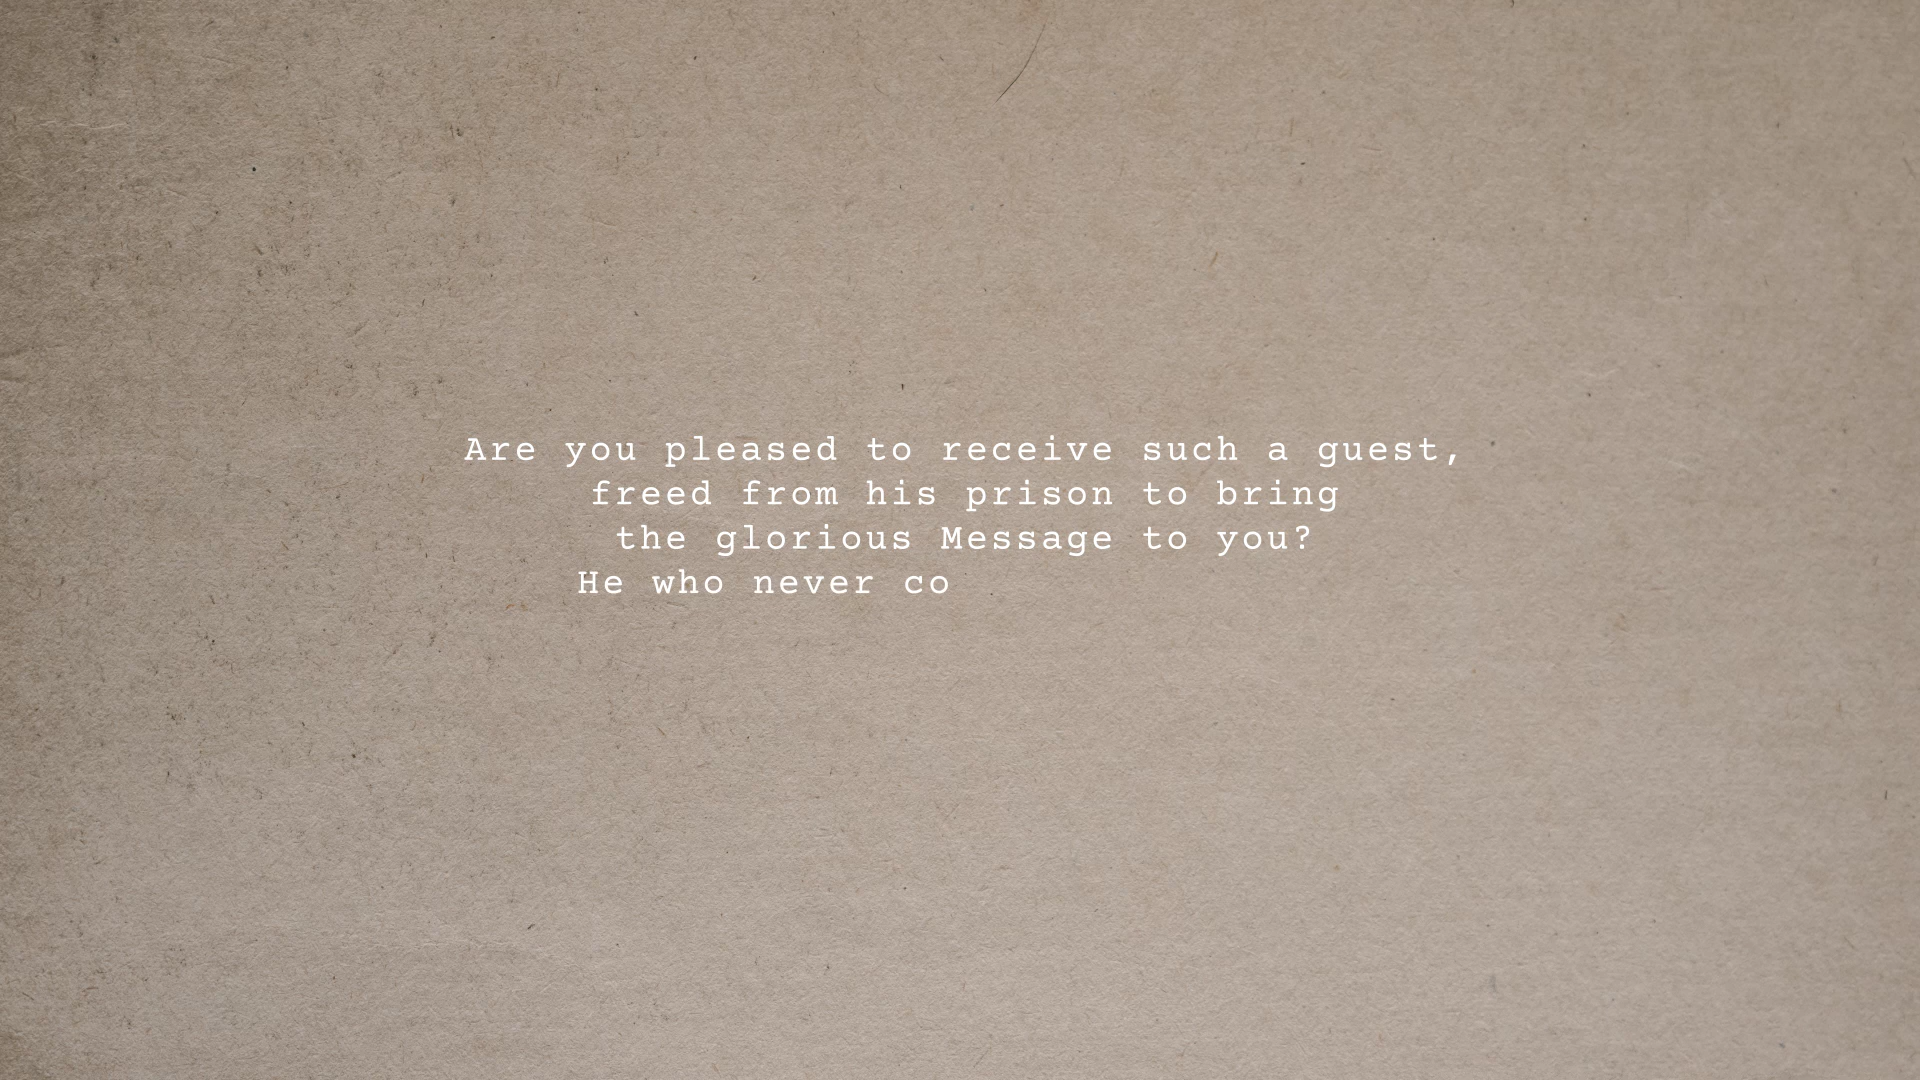 Are you pleased to receive such a guest,
freed from his prison to bring
the glorious Message to you?
He who never co